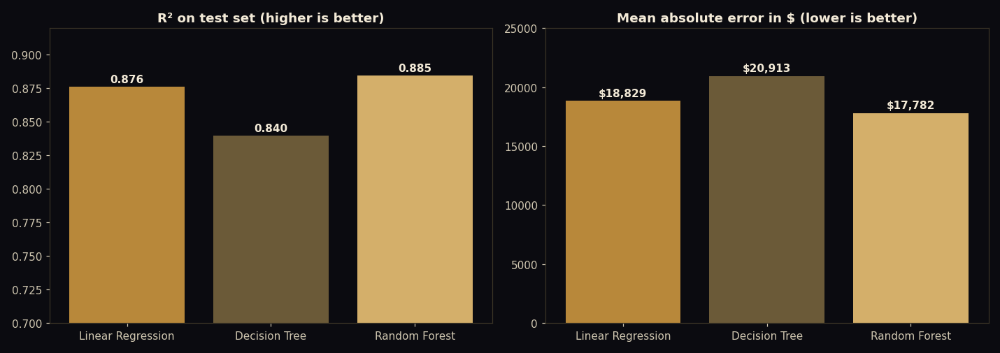 R² on test set (higher is better)
0.900
0.875
0.850
0.825
0.800
0.775
0.750
0.725
0.700
0.876
0.840
0.885
Linear Regression
Decision Tree
Random Forest
Mean absolute error in $ (lower is better)
25000
20000
15000
10000
5000
0
$18,829
$20,913
$17,782
Linear Regression
Decision Tree
Random Forest